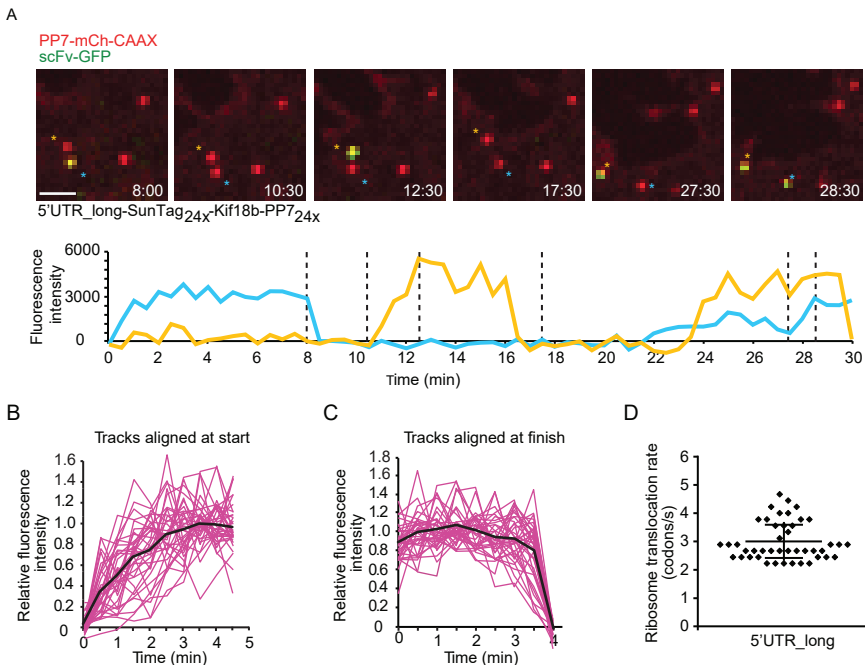 A
PP7-mCh-CAAX
scFv-GFP
* * 8:00
* * 10:30
* * 12:30
* * 17:30
* * 27:30
* * 28:30
5'UTR_long-SunTag24x-Kif18b-PP724x
Fluorescence intensity
6000
3000
0
0 2 4 6 8 10 12 14 16 18 20 22 24 26 28 30
Time (min)
B
Tracks aligned at start
Relative fluorescence
intensity
1.6
1.4
1.2
1.0
0.8
0.6
0.4
0.2
0
0 1 2 3 4 5
Time (min)
C
Tracks aligned at finish
Relative fluorescence
intensity
1.6
1.4
1.2
1.0
0.8
0.6
0.4
0.2
0
0 1 2 3 4
Time (min)
D
Ribosome translocation rate
(codons/s)
6
5
4
3
2
1
0
5'UTR_long